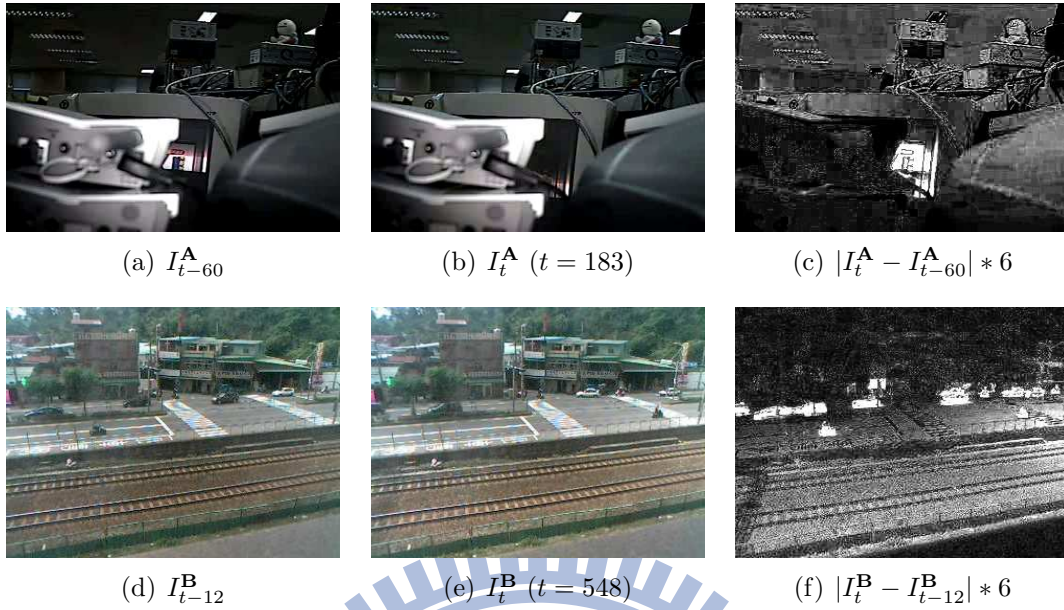 (a) I^A_{t−60}
(b) I^A_t (t = 183)
(c) |I^A_t − I^A_{t−60}| ∗ 6
(d) I^B_{t−12}
(e) I^B_t (t = 548)
(f) |I^B_t − I^B_{t−12}| ∗ 6